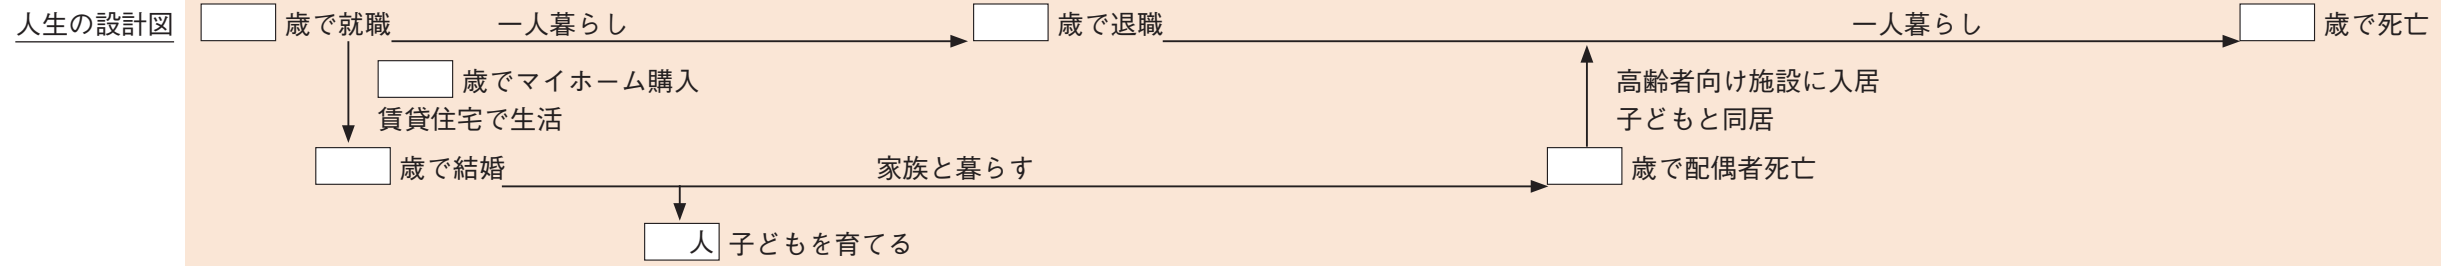 人生の設計図
歳で就職 一人暮らし 歳で退職 一人暮らし 歳で死亡
歳でマイホーム購入 高齢者向け施設に入居
賃貸住宅で生活 子どもと同居
歳で結婚 家族と暮らす 歳で配偶者死亡
人 子どもを育てる